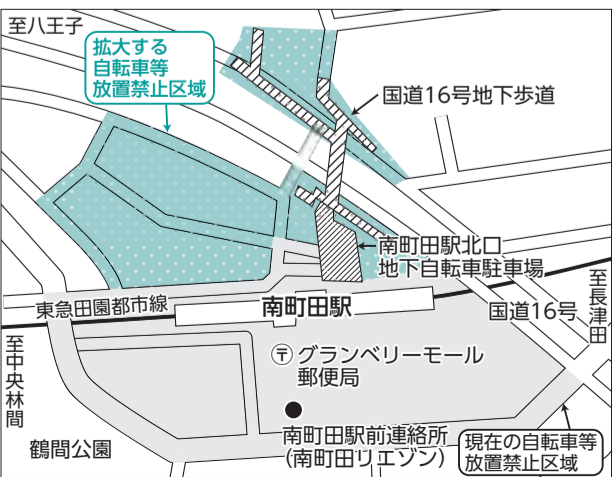 至八王子
拡大する
自転車等
放置禁止区域
国道16号地下歩道
南町田駅北口
地下自転車駐車場
至長津田
東急田園都市線
南町田駅
国道16号
至中央林間
〒グランベリーモール
郵便局
鶴間公園
南町田駅前連絡所
（南町田リエゾン）
現在の自転車等
放置禁止区域